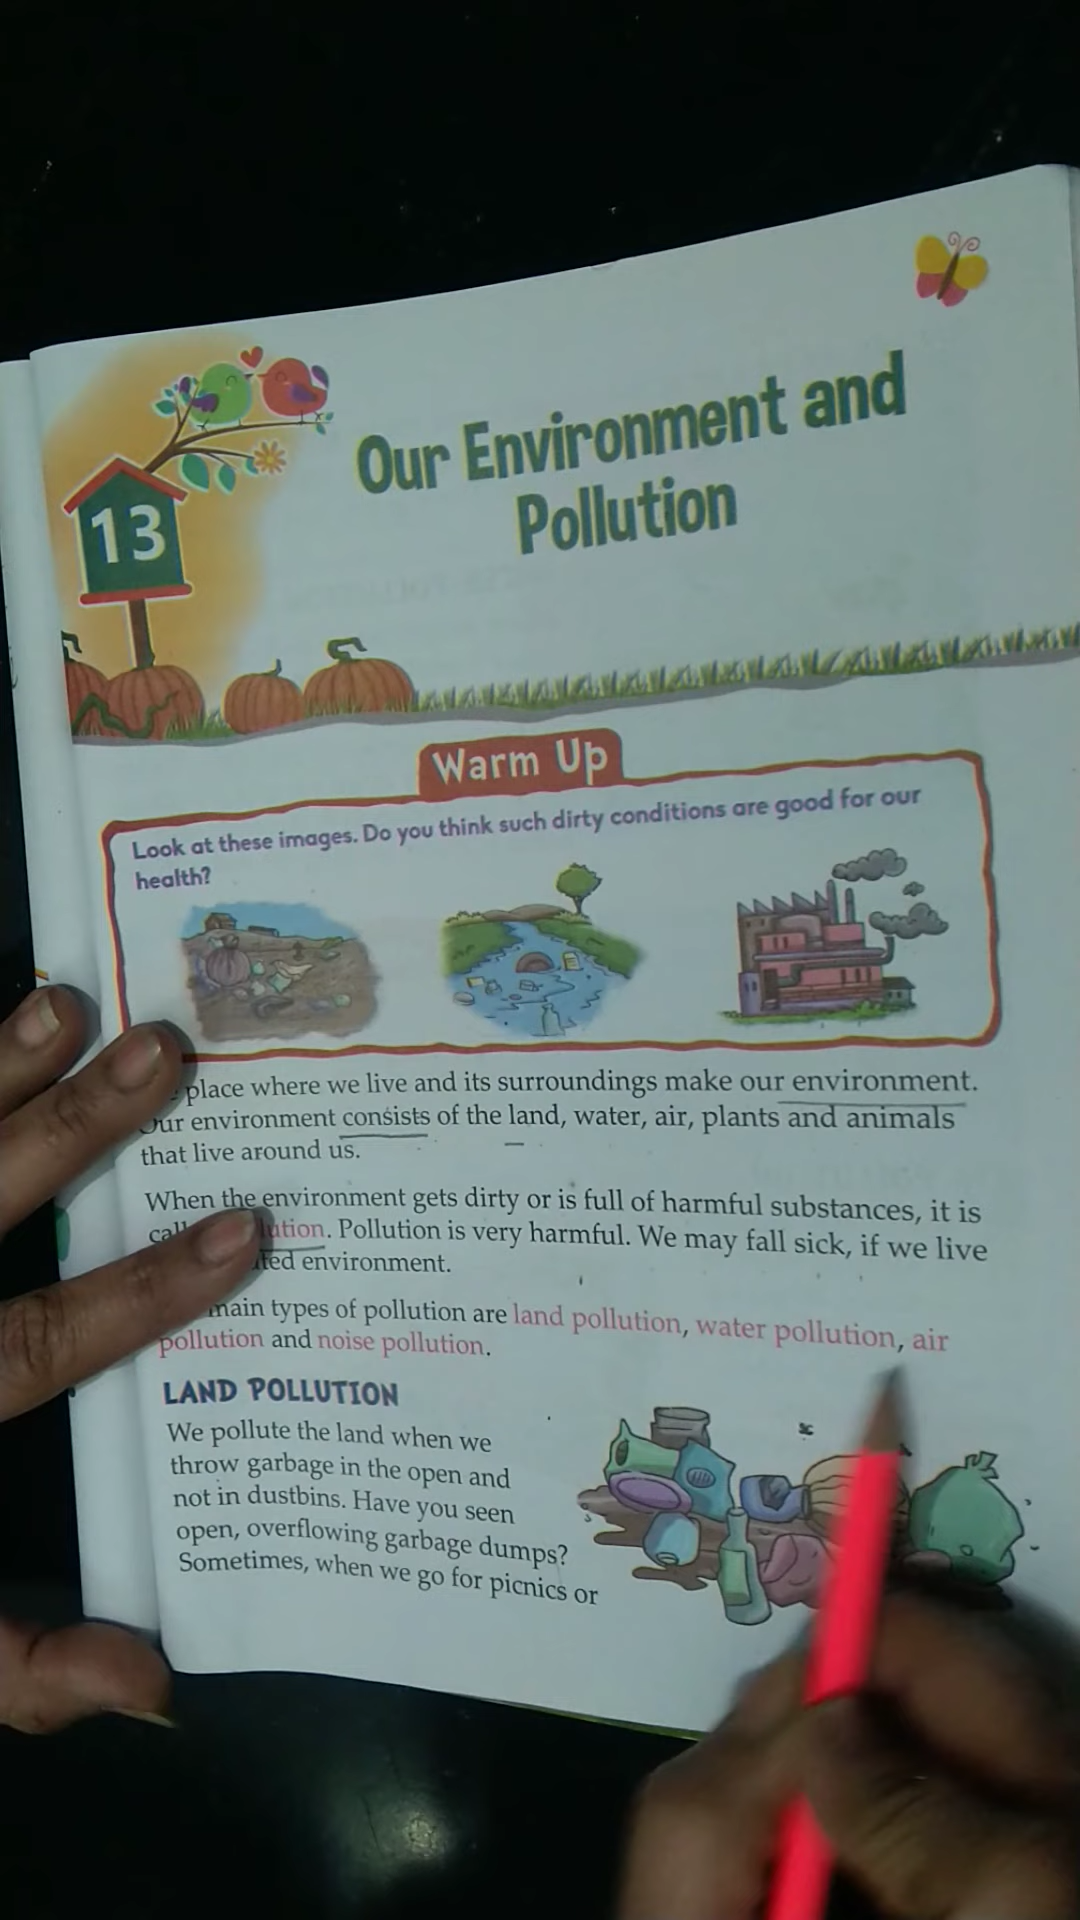 13
Our Environment and
Pollution
Warm Up
Look at these images. Do you think such dirty conditions are good for our
health?
place where we live and its surroundings make our environment.
Our environment consists of the land, water, air, plants and animals
that live around us.
When the environment gets dirty or is full of harmful substances, it is
Pollution is very harmful. We may fall sick, if we live
environment.
main types of pollution are land pollution, water pollution, air
pollution and noise pollution.
LAND POLLUTION
We pollute the land when we
throw garbage in the open and
not in dustbins. Have you seen
open, overflowing garbage dumps?
Sometimes, when we go for picnics or